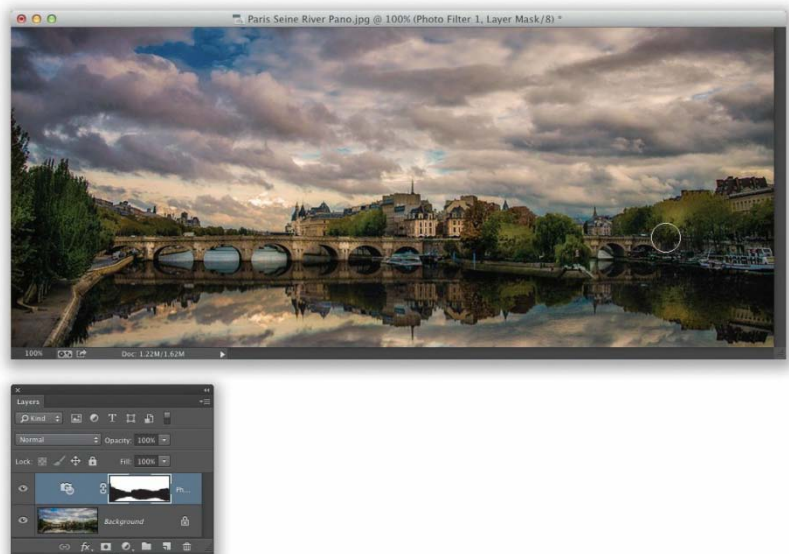 Paris Seine River Pano.jpg @ 100% (Photo Filter 1, Layer Mask/8) *
100%
Doc: 1.22M/1.62M
Layers
Kind
T
Normal
Opacity: 100%
Lock:
Fill: 100%
Ph...
Background
fx.